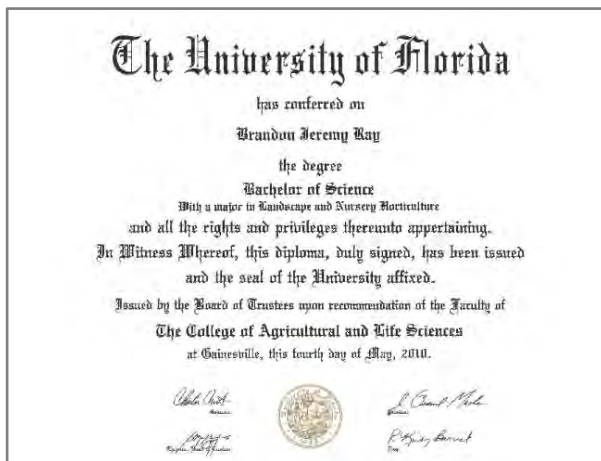 The University of Florida
has conferred on
Brandon Jeremy Ray
the degree
Bachelor of Science
With a major in Landscape and Nursery Horticulture
and all the rights and privileges thereunto appertaining.
In Witness Whereof, this diploma, duly signed, has been issued
and the seal of the University affixed.
Issued by the Board of Trustees upon recommendation of the Faculty of
The College of Agricultural and Life Sciences
at Gainesville, this fourth day of May, 2010.